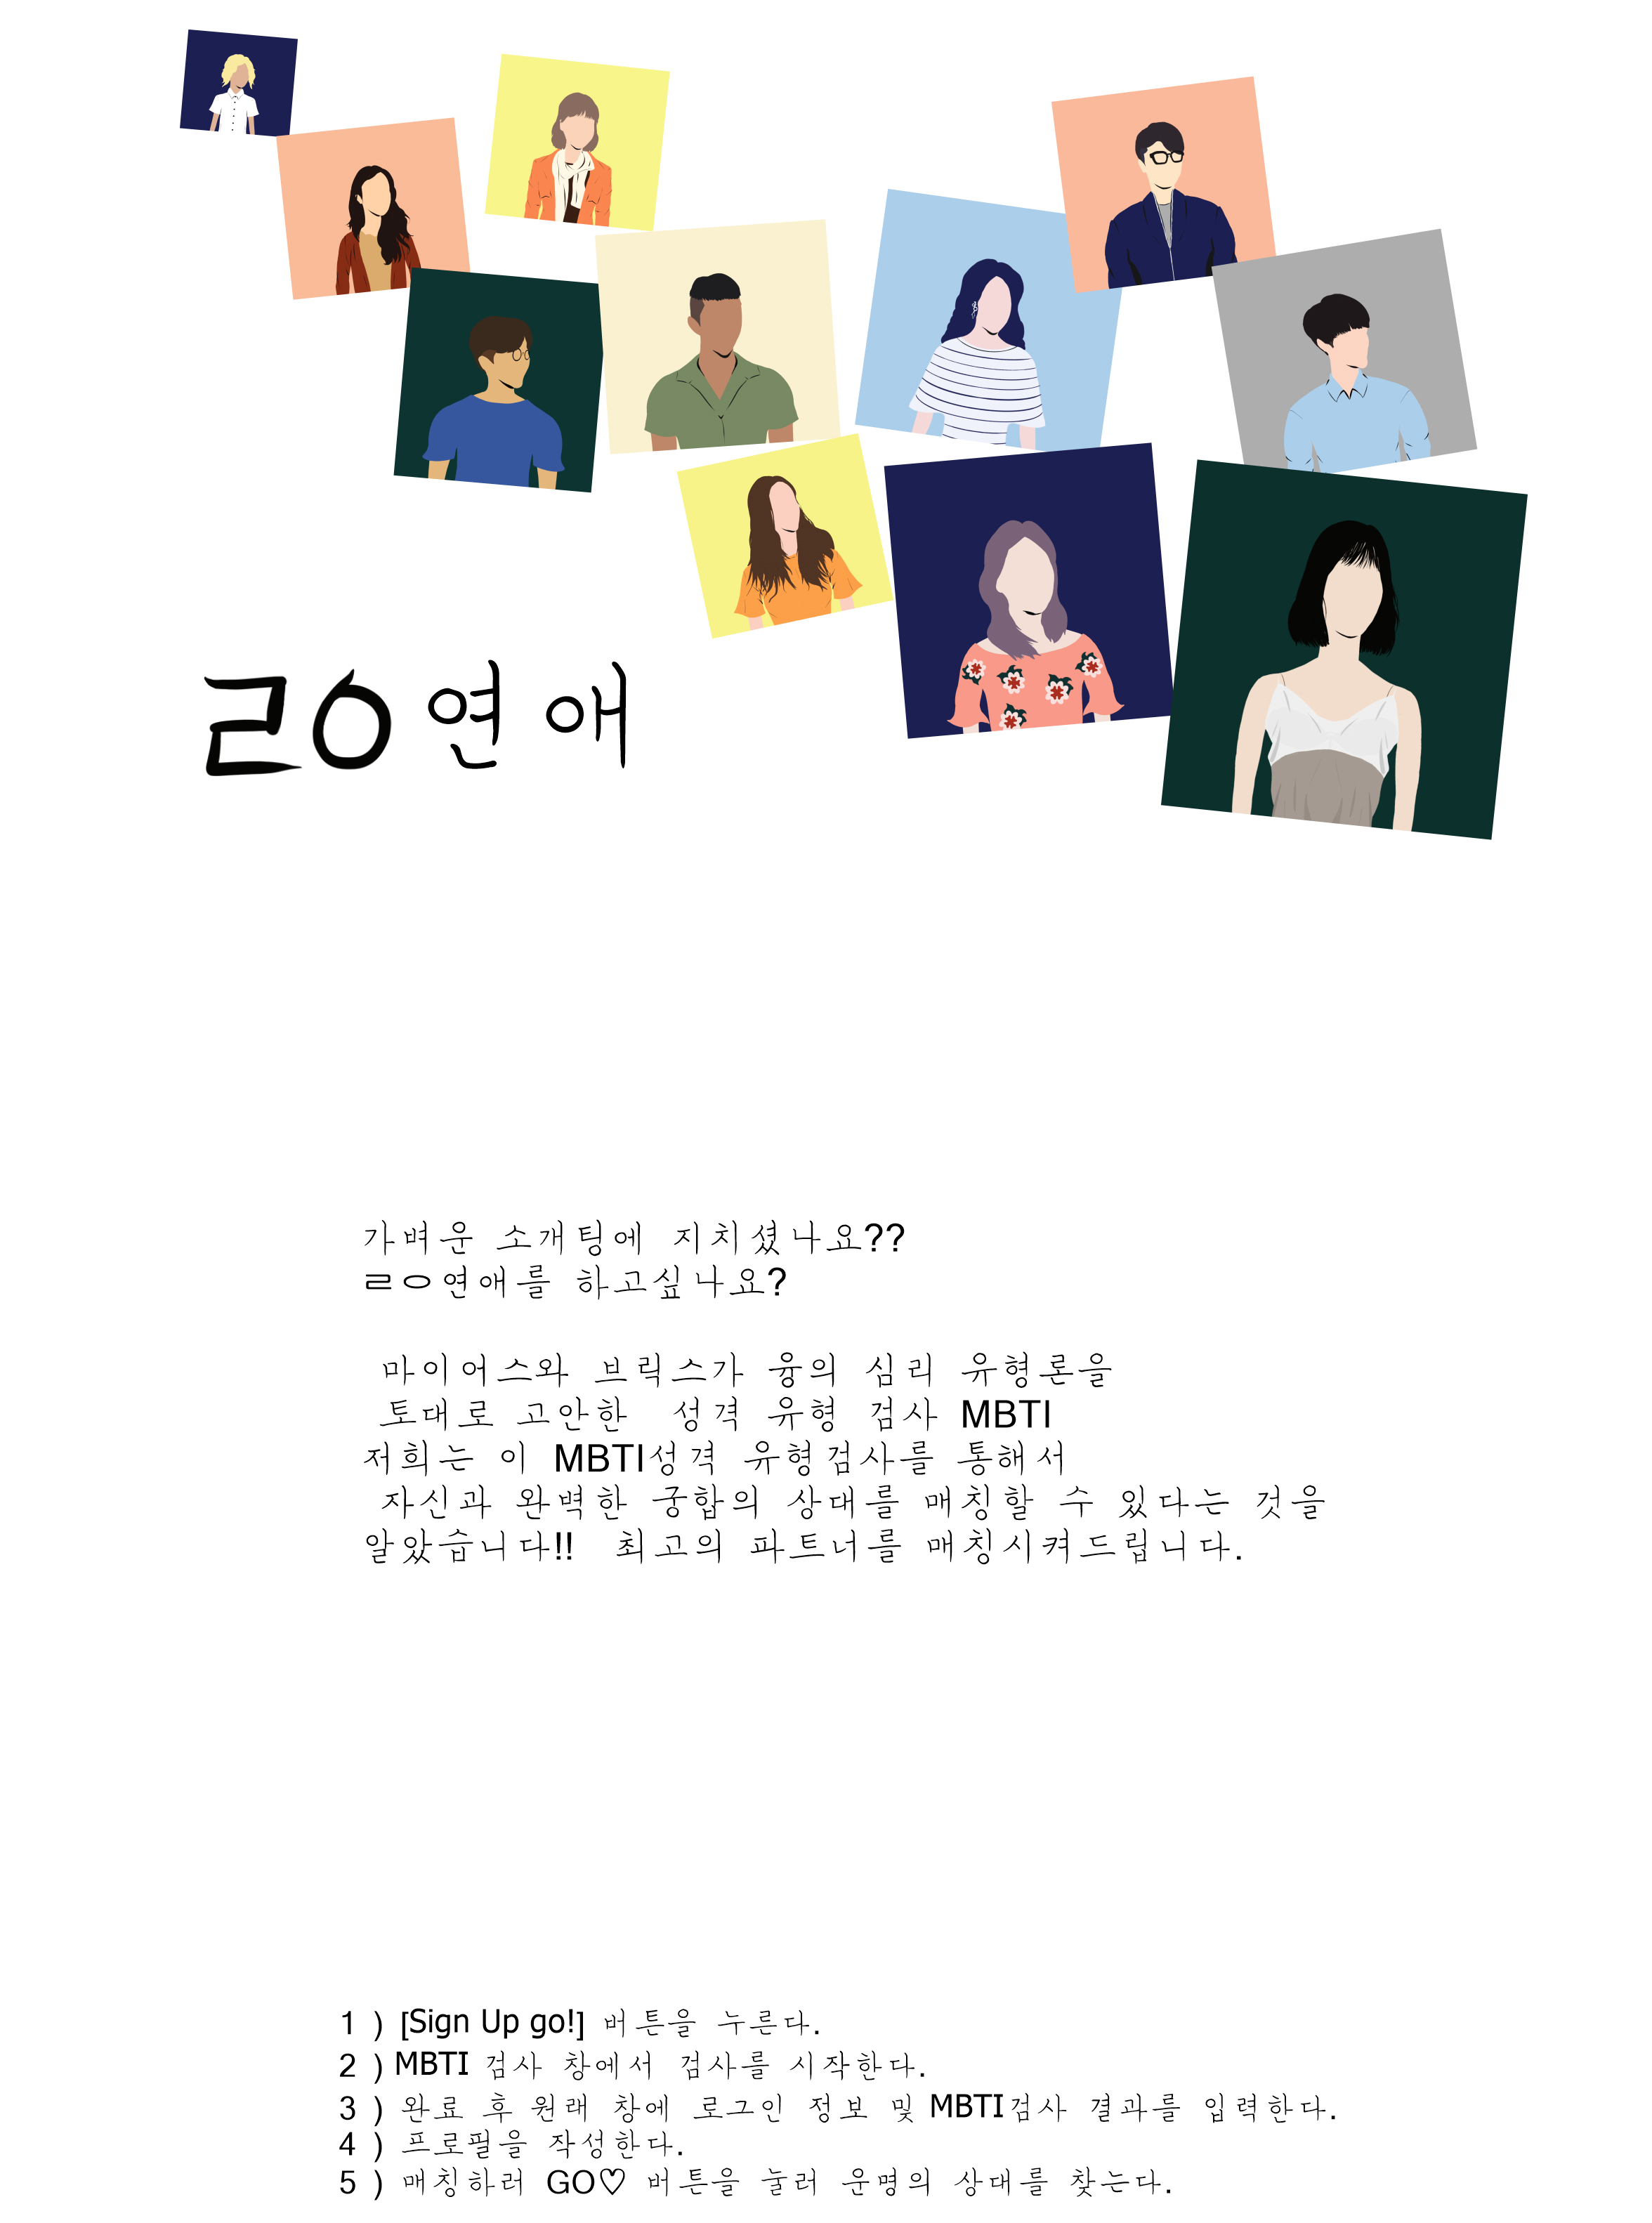 ㄹㅇ연애
가벼운 소개팅에 지치셨나요??
ㄹㅇ연애를 하고싶나요?
마이어스와 브릭스가 융의 심리 유형론을
토대로 고안한 성격 유형 검사 MBTI
저희는 이 MBTI성격 유형검사를 통해서
자신과 완벽한 궁합의 상대를 매칭할 수 있다는 것을
알았습니다!! 최고의 파트너를 매칭시켜드립니다.
1 ) [Sign Up go!] 버튼을 누른다.
2 ) MBTI 검사 창에서 검사를 시작한다.
3 ) 완료 후 원래 창에 로그인 정보 및 MBTI검사 결과를 입력한다.
4 ) 프로필을 작성한다.
5 ) 매칭하러 GO♡ 버튼을 눌러 운명의 상대를 찾는다.